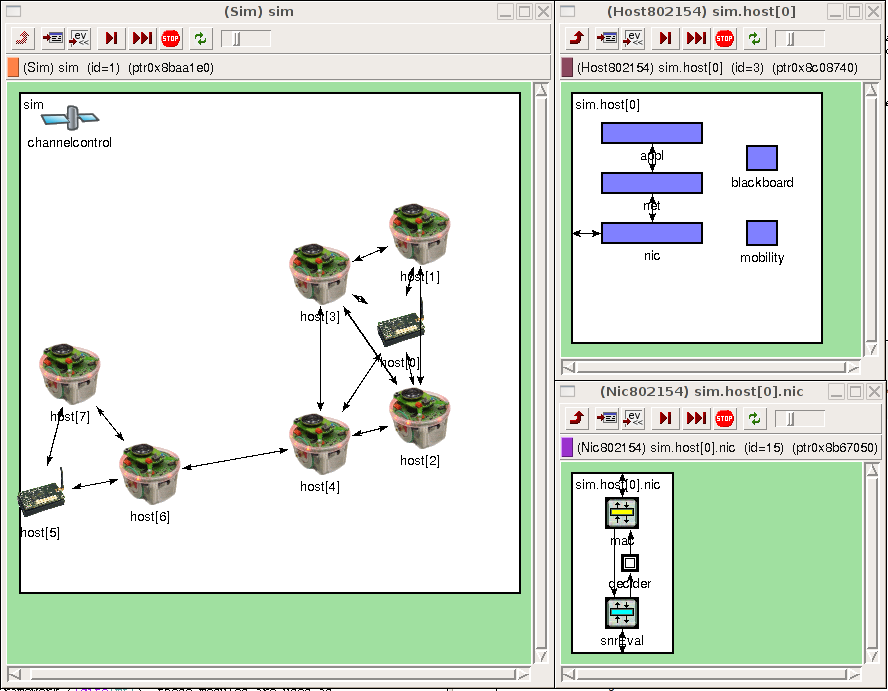 (Sim) sim
ev
<<
STOP
(Sim) sim (id=1) (ptr0x8baa1e0)
sim
channelcontrol
host[1]
host[3]
host[0]
host[7]
host[2]
host[4]
host[6]
host[5]
(Host802154) sim.host[0]
ev
<<
STOP
(Host802154) sim.host[0] (id=3) (ptr0x8c08740)
sim.host[0]
appl
blackboard
net
nic
mobility
(Nic802154) sim.host[0].nic
ev
<<
STOP
(Nic802154) sim.host[0].nic (id=15) (ptr0x8b67050)
sim.host[0].nic
mac
decider
snrEval